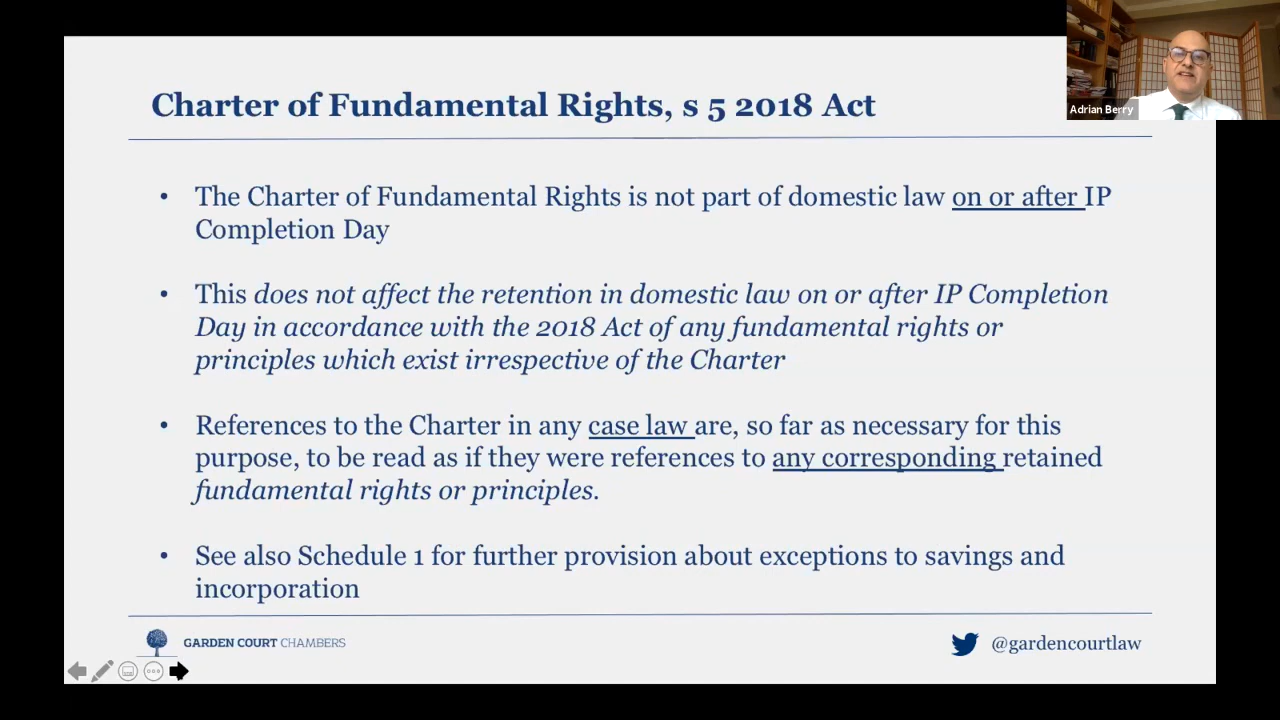 Adrian Berry
Charter of Fundamental Rights, s 5 2018 Act
• The Charter of Fundamental Rights is not part of domestic law on or after IP
Completion Day
• This does not affect the retention in domestic law on or after IP Completion
Day in accordance with the 2018 Act of any fundamental rights or
principles which exist irrespective of the Charter
• References to the Charter in any case law are, so far as necessary for this
purpose, to be read as if they were references to any corresponding retained
fundamental rights or principles.
• See also Schedule 1 for further provision about exceptions to savings and
incorporation
GARDEN COURT CHAMBERS
@gardencourtlaw